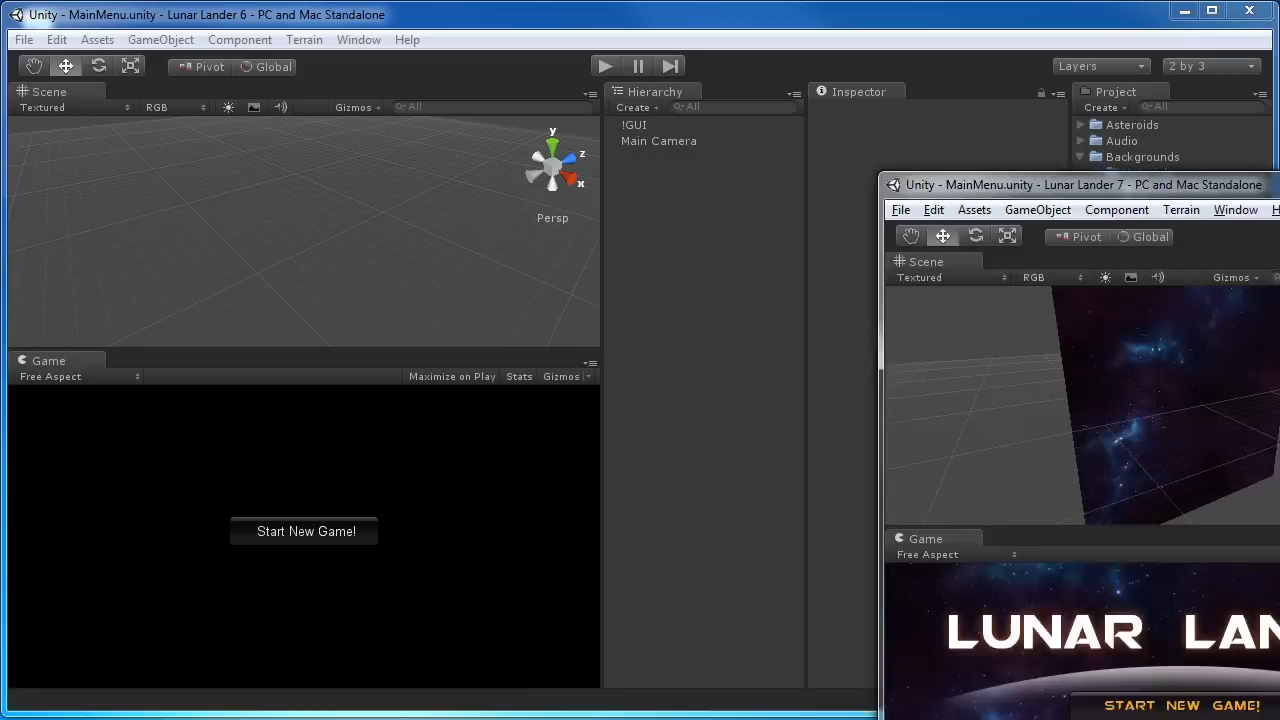 Unity - MainMenu.unity - Lunar Lander 6 - PC and Mac Standalone
File Edit Assets GameObject Component Terrain Window Help
Pivot Global Layers 2 by 3
Scene
Textured RGB Gizmos All
y
z
x
Persp
Game
Free Aspect Maximize on Play Stats Gizmos
Start New Game!
Hierarchy
Create All
!GUI
Main Camera
Inspector
Project
Create All
Asteroids
Audio
Backgrounds
Unity - MainMenu.unity - Lunar Lander 7 - PC and Mac Standalone
File Edit Assets GameObject Component Terrain Window H
Pivot Global
Scene
Textured RGB Gizmos
Game
Free Aspect
LUNAR LAN
START NEW GAME!